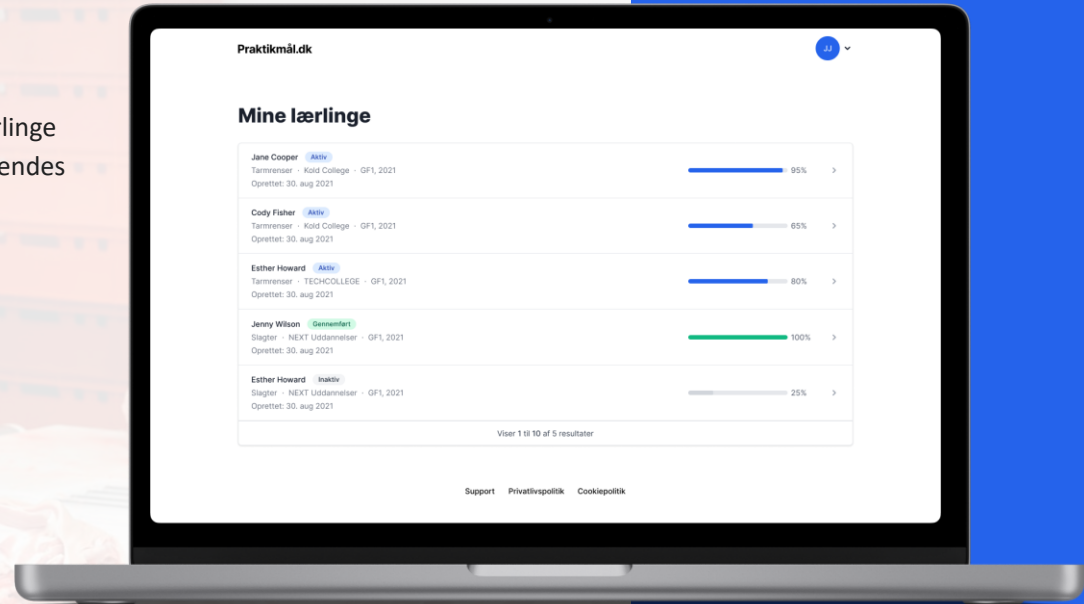 rlinge
endes
Praktikmål.dk
JJ
Mine lærlinge
Jane Cooper Aktiv
Tarmrenser · Kold College · GF1, 2021
Oprettet: 30. aug 2021
95%
Cody Fisher Aktiv
Tarmrenser · Kold College · GF1, 2021
Oprettet: 30. aug 2021
65%
Esther Howard Aktiv
Tarmrenser · TECHCOLLEGE · GF1, 2021
Oprettet: 30. aug 2021
80%
Jenny Wilson Gennemført
Slagter · NEXT Uddannelser · GF1, 2021
Oprettet: 30. aug 2021
100%
Esther Howard Inaktiv
Slagter · NEXT Uddannelser · GF1, 2021
Oprettet: 30. aug 2021
25%
Viser 1 til 10 af 5 resultater
Support Privatlivspolitik Cookiepolitik